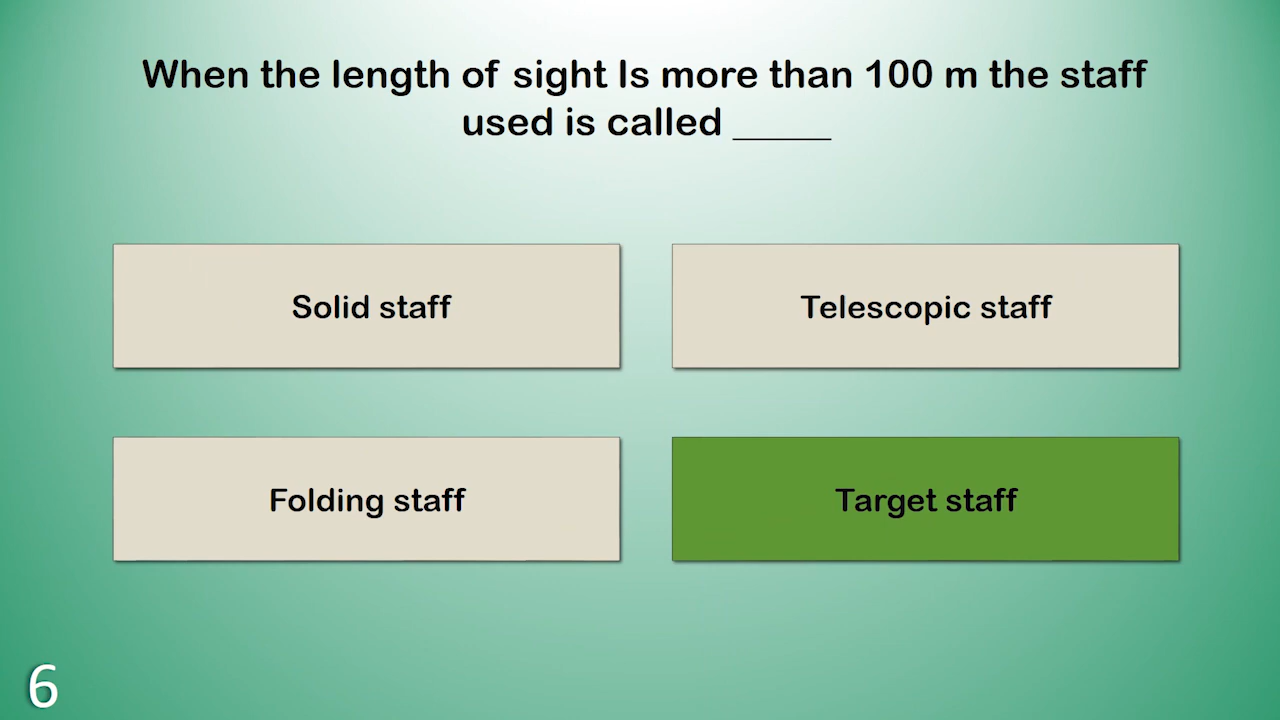 When the length of sight Is more than 100 m the staff
used is called _____
Solid staff
Telescopic staff
Folding staff
Target staff
6